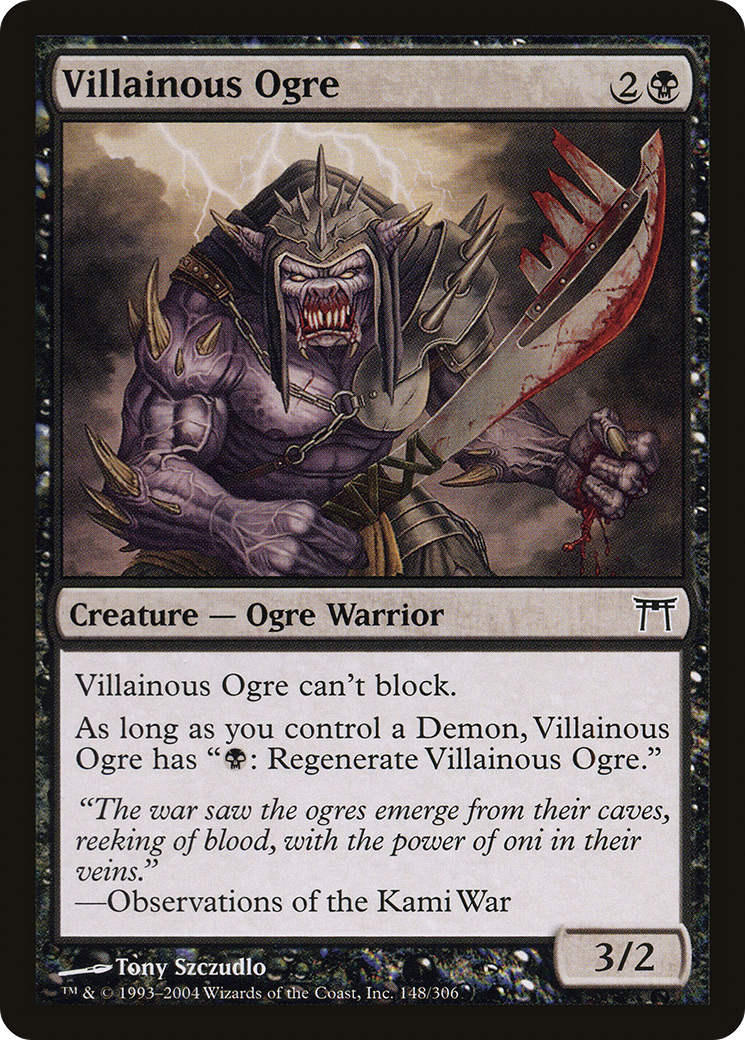 Villainous Ogre
2
Creature — Ogre Warrior
Villainous Ogre can't block.
As long as you control a Demon, Villainous
Ogre has “: Regenerate Villainous Ogre.”
“The war saw the ogres emerge from their caves,
reeking of blood, with the power of oni in their
veins.”
—Observations of the Kami War
3/2
Tony Szczudlo
™ & © 1993–2004 Wizards of the Coast, Inc. 148/306